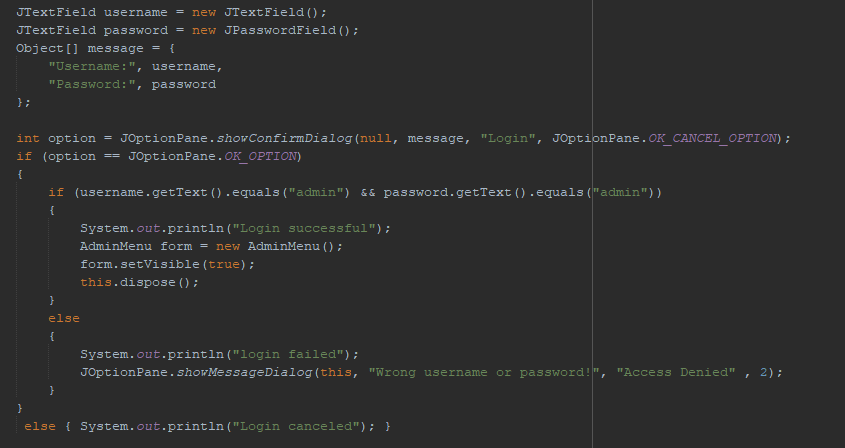 JTextField username = new JTextField();
JTextField password = new JPasswordField();
Object[] message = {
    "Username:", username,
    "Password:", password
};

int option = JOptionPane.showConfirmDialog(null, message, "Login", JOptionPane.OK_CANCEL_OPTION);
if (option == JOptionPane.OK_OPTION)
{
    if (username.getText().equals("admin") && password.getText().equals("admin"))
    {
        System.out.println("Login successful");
        AdminMenu form = new AdminMenu();
        form.setVisible(true);
        this.dispose();
    }
    else
    {
        System.out.println("login failed");
        JOptionPane.showMessageDialog(this, "Wrong username or password!", "Access Denied" , 2);
    }
}
 else { System.out.println("Login canceled"); }